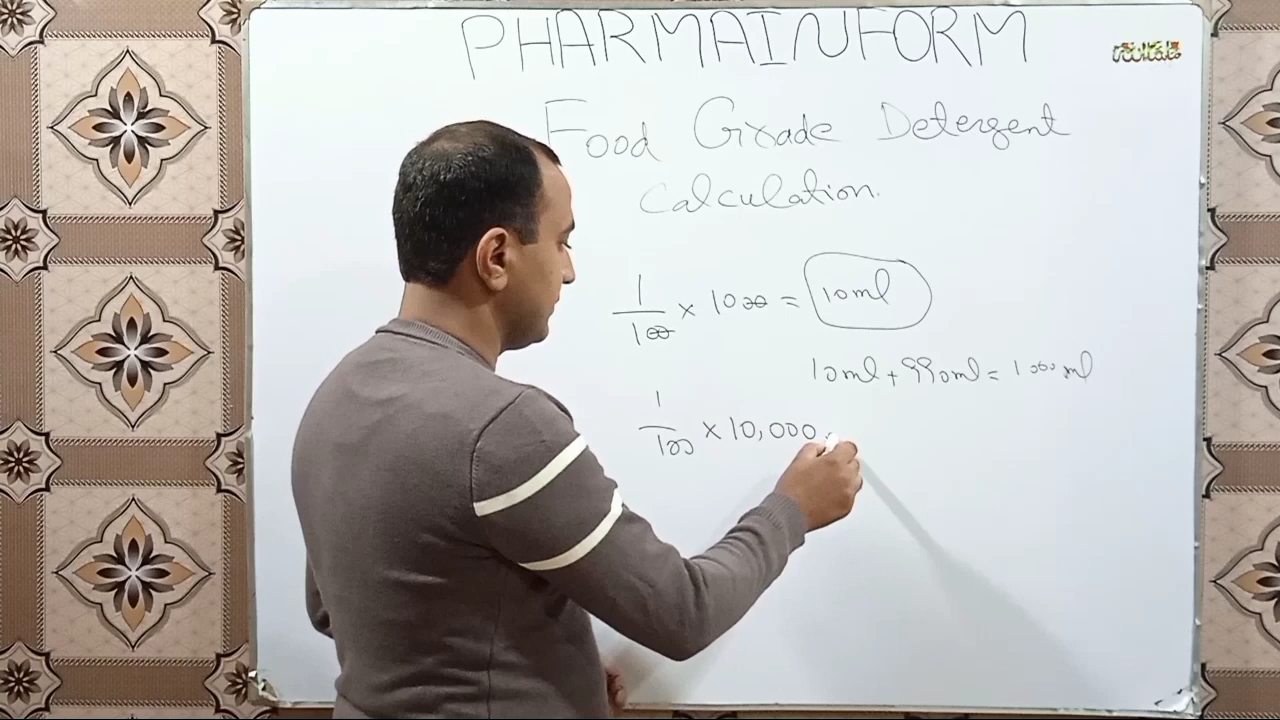 PHARMAINFORM
Food Grade Detergent
Calculation.
1/100 × 1000 = 10ml
10ml + 990ml = 1000ml
1/100 × 10,000